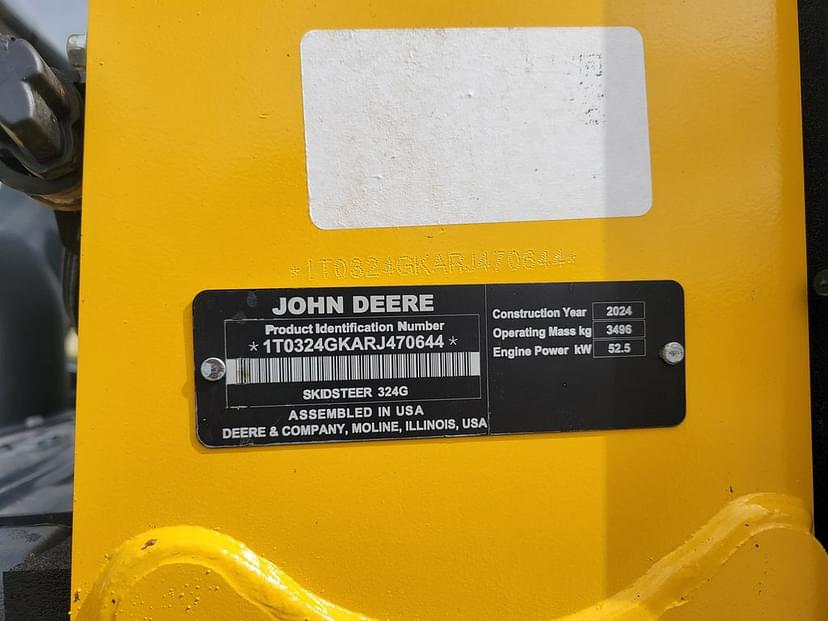 *1T0324GKARJ470644*
JOHN DEERE
Product Identification Number
*1T0324GKARJ470644*
SKIDSTEER 324G
ASSEMBLED IN USA
DEERE & COMPANY, MOLINE, ILLINOIS, USA
Construction Year 2024
Operating Mass kg 3496
Engine Power kW 52.5